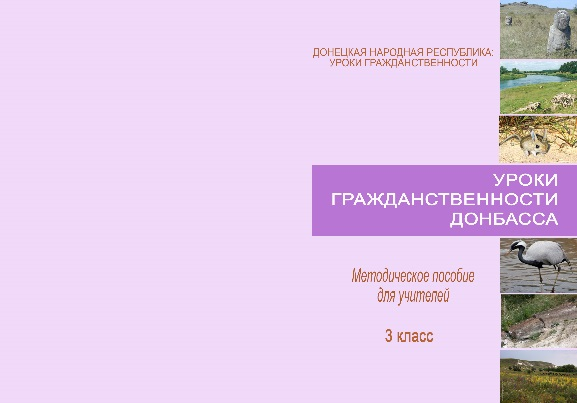 ДОНЕЦКАЯ НАРОДНАЯ РЕСПУБЛИКА:
УРОКИ ГРАЖДАНСТВЕННОСТИ
УРОКИ
ГРАЖДАНСТВЕННОСТИ
ДОНБАССА
Методическое пособие
для учителей
3 класс